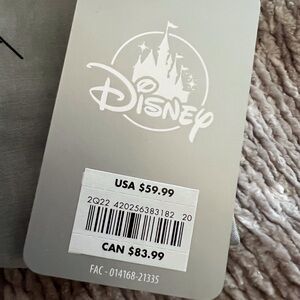 Disney
USA $59.99
2Q22 420256383182 20
CAN $83.99
FAC - 014168-21335